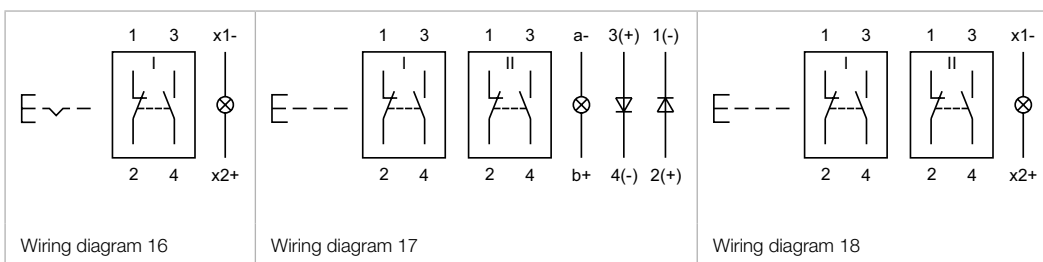 1 3 x1- 1 3 1 3 a- 3(+) 1(-) 1 3 1 3 x1-
I I II I II
2 4 x2+ 2 4 2 4 b+ 4(-) 2(+) 2 4 2 4 x2+
Wiring diagram 16 Wiring diagram 17 Wiring diagram 18